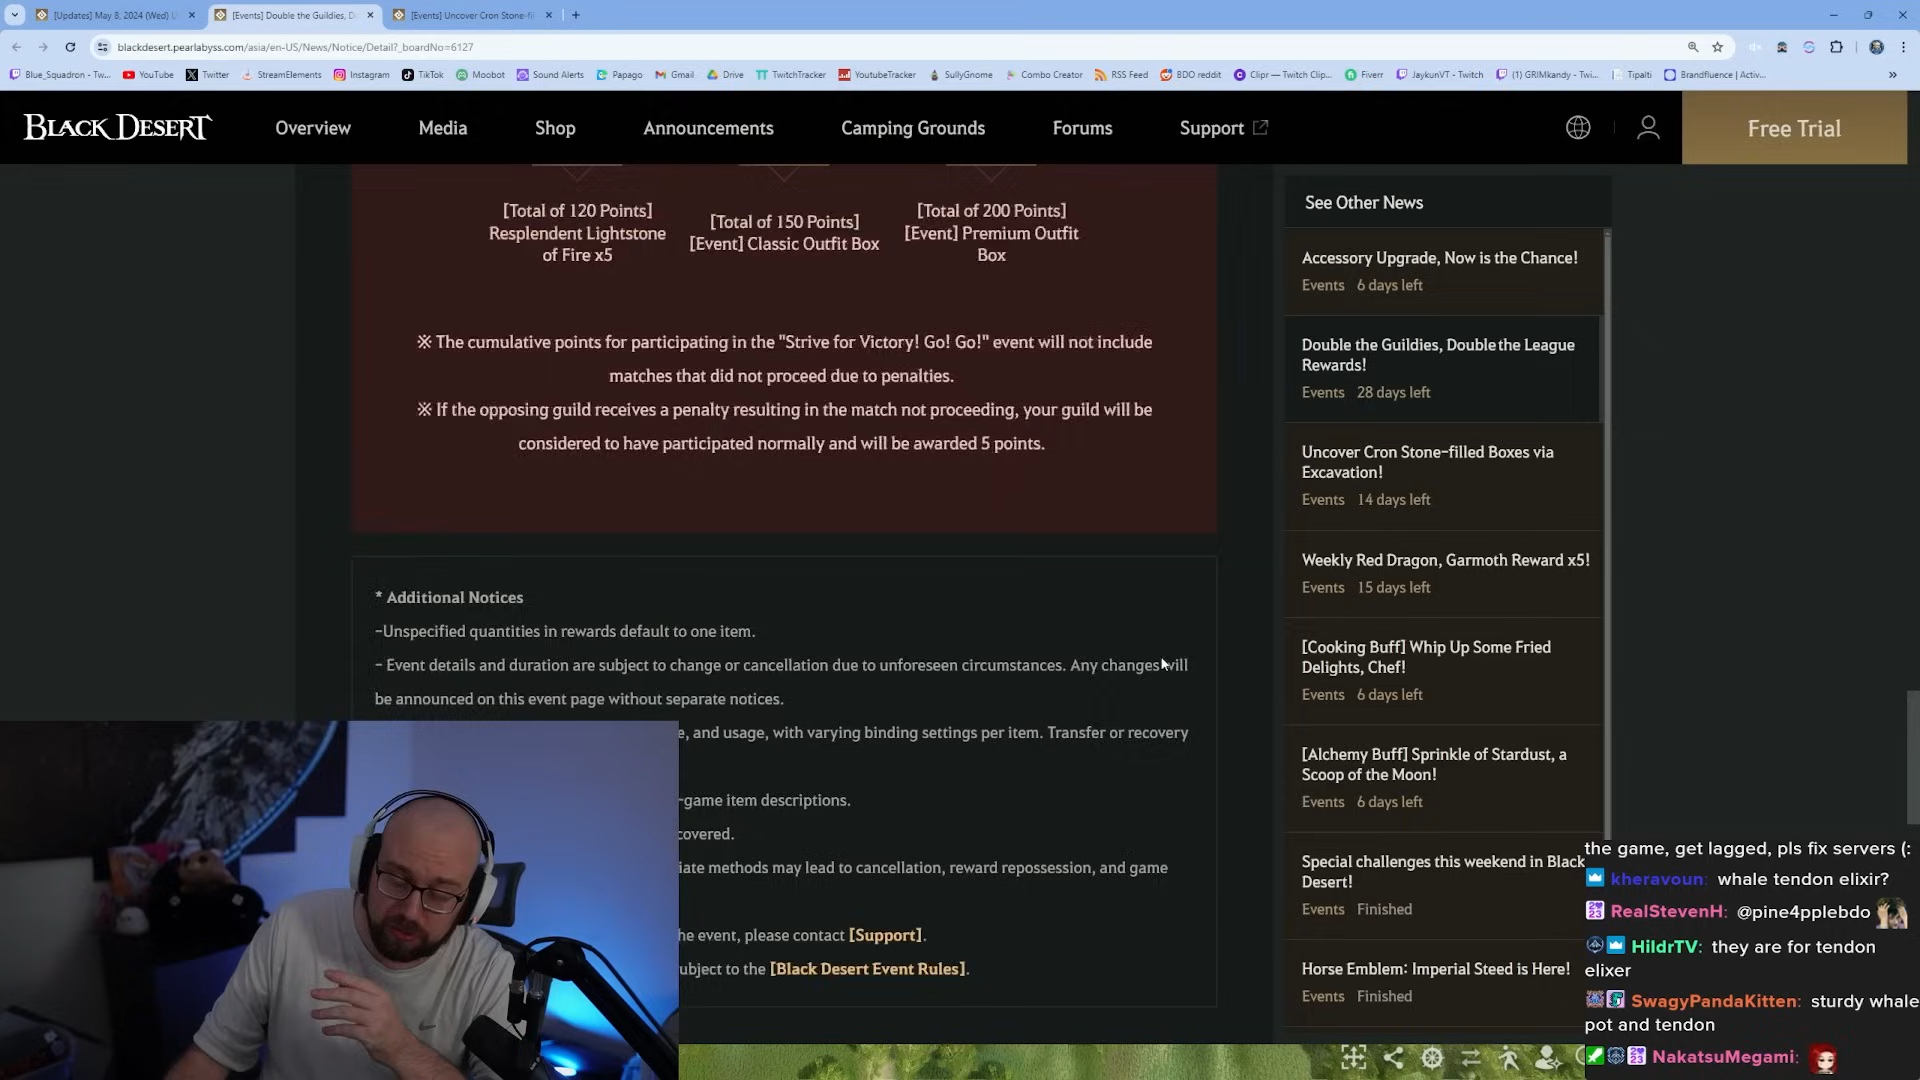 [Updates] May 8, 2024 (Wed) U
[Events] Double the Guildies, D
[Events] Uncover Cron Stone-fi
blackdesert.pearlabyss.com/asia/en-US/News/Notice/Detail?_boardNo=6127
Blue_Squadron - Tw...
YouTube
Twitter
StreamElements
Instagram
TikTok
Moobot
Sound Alerts
Papago
Gmail
Drive
TwitchTracker
YoutubeTracker
SullyGnome
Combo Creator
RSS Feed
BDO reddit
Clipr — Twitch Clip...
Fiverr
JaykunVT - Twitch
(1) GRIMkandy - Twi...
Tipalti
Brandfluence | Activ...
BLACK DESERT
Overview
Media
Shop
Announcements
Camping Grounds
Forums
Support
Free Trial
[Total of 120 Points]
Resplendent Lightstone
of Fire x5
[Total of 150 Points]
[Event] Classic Outfit Box
[Total of 200 Points]
[Event] Premium Outfit
Box
※ The cumulative points for participating in the "Strive for Victory! Go! Go!" event will not include
matches that did not proceed due to penalties.
※ If the opposing guild receives a penalty resulting in the match not proceeding, your guild will be
considered to have participated normally and will be awarded 5 points.
* Additional Notices
-Unspecified quantities in rewards default to one item.
- Event details and duration are subject to change or cancellation due to unforeseen circumstances. Any changes will
be announced on this event page without separate notices.
e, and usage, with varying binding settings per item. Transfer or recovery
-game item descriptions.
covered.
iate methods may lead to cancellation, reward repossession, and game
he event, please contact [Support].
ubject to the [Black Desert Event Rules].
See Other News
Accessory Upgrade, Now is the Chance!
Events 6 days left
Double the Guildies, Double the League
Rewards!
Events 28 days left
Uncover Cron Stone-filled Boxes via
Excavation!
Events 14 days left
Weekly Red Dragon, Garmoth Reward x5!
Events 15 days left
[Cooking Buff] Whip Up Some Fried
Delights, Chef!
Events 6 days left
[Alchemy Buff] Sprinkle of Stardust, a
Scoop of the Moon!
Events 6 days left
Special challenges this weekend in Black
Desert!
Events Finished
Horse Emblem: Imperial Steed is Here!
Events Finished
the game, get lagged, pls fix servers (:
kheravoun: whale tendon elixir?
RealStevenH: @pine4pplebdo
HildrTV: they are for tendon
elixer
SwagyPandaKitten: sturdy whale
pot and tendon
NakatsuMegami: